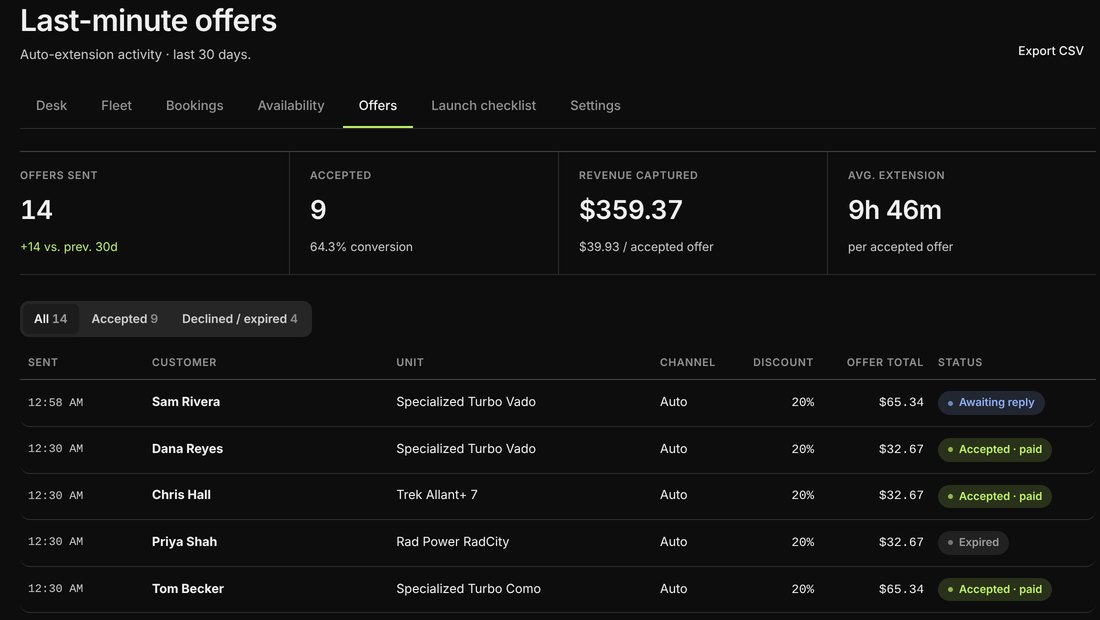 Last-minute offers
Auto-extension activity · last 30 days.
Export CSV
Desk Fleet Bookings Availability Offers Launch checklist Settings
OFFERS SENT ACCEPTED REVENUE CAPTURED AVG. EXTENSION
14 9 $359.37 9h 46m
+14 vs. prev. 30d 64.3% conversion $39.93 / accepted offer per accepted offer
All 14 Accepted 9 Declined / expired 4
SENT CUSTOMER UNIT CHANNEL DISCOUNT OFFER TOTAL STATUS
12:58 AM Sam Rivera Specialized Turbo Vado Auto 20% $65.34 Awaiting reply
12:30 AM Dana Reyes Specialized Turbo Vado Auto 20% $32.67 Accepted · paid
12:30 AM Chris Hall Trek Allant+ 7 Auto 20% $32.67 Accepted · paid
12:30 AM Priya Shah Rad Power RadCity Auto 20% $32.67 Expired
12:30 AM Tom Becker Specialized Turbo Como Auto 20% $65.34 Accepted · paid